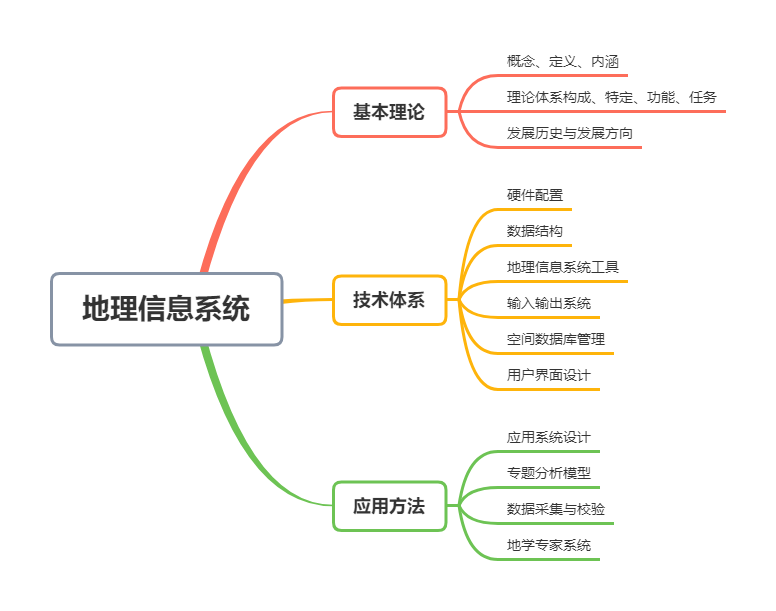 地理信息系统
基本理论
概念、定义、内涵
理论体系构成、特定、功能、任务
发展历史与发展方向
技术体系
硬件配置
数据结构
地理信息系统工具
输入输出系统
空间数据库管理
用户界面设计
应用方法
应用系统设计
专题分析模型
数据采集与校验
地学专家系统